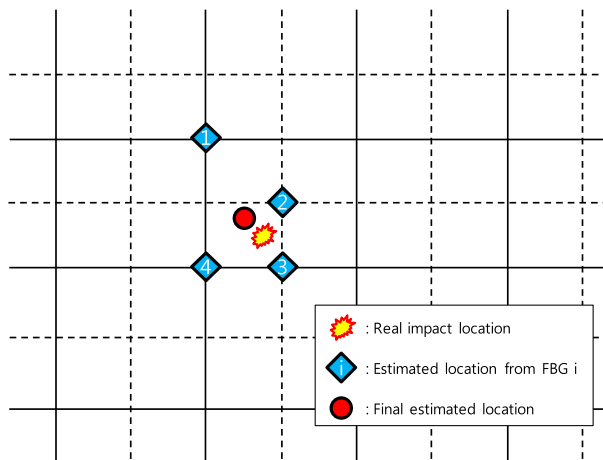 1
2
4
3
: Real impact location
i : Estimated location from FBG i
: Final estimated location